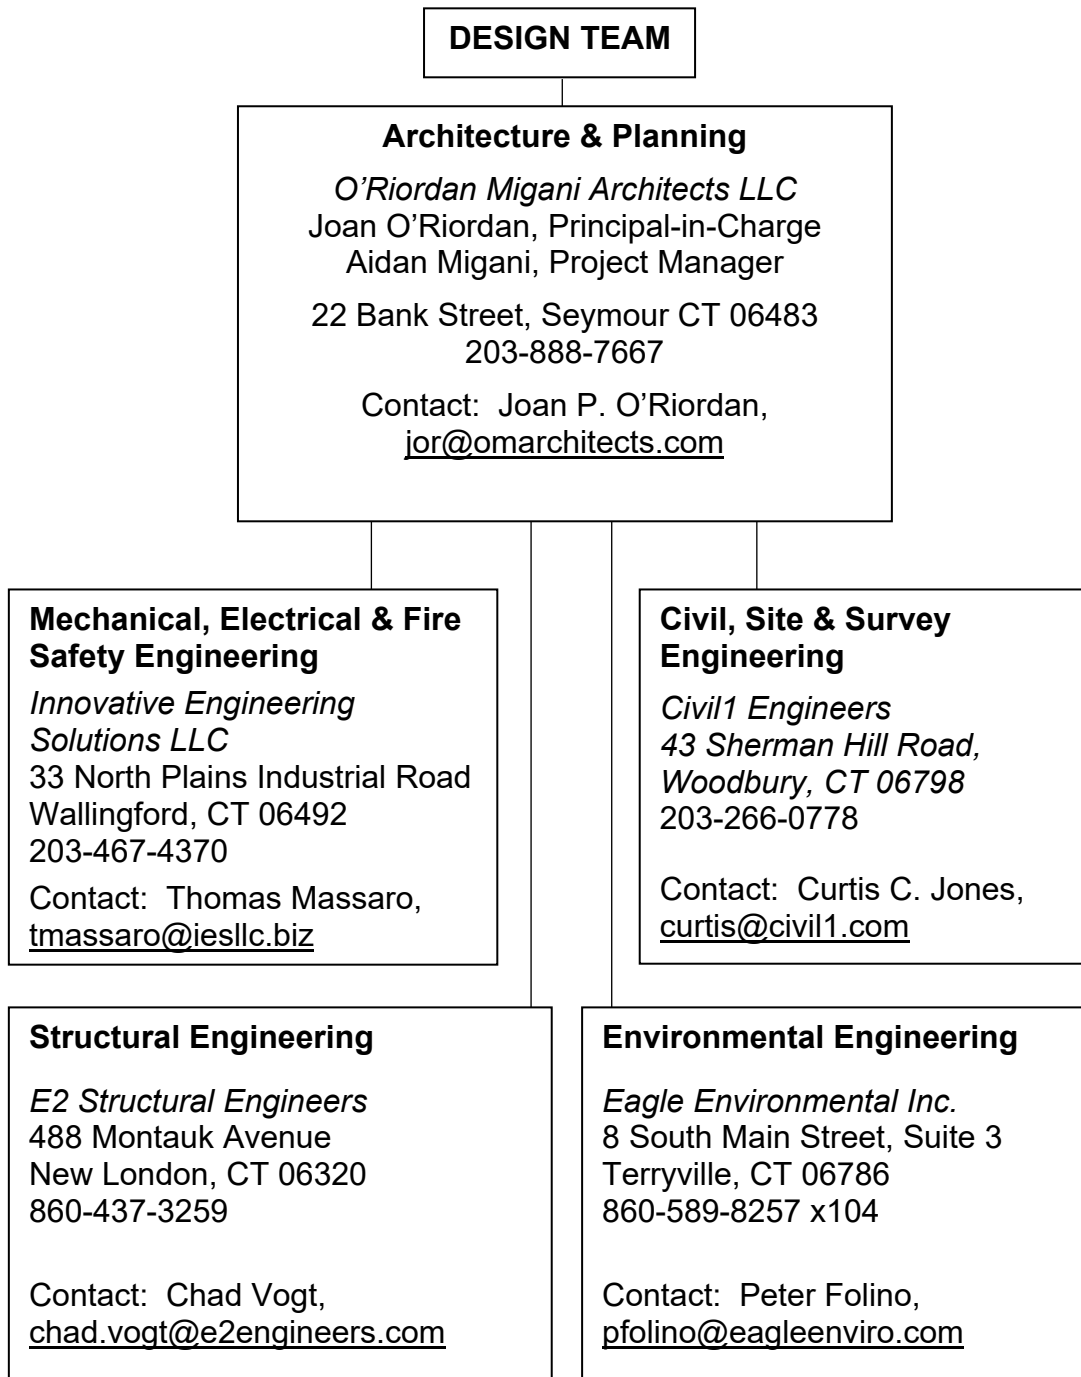 DESIGN TEAM
Architecture & Planning
O’Riordan Migani Architects LLC
Joan O’Riordan, Principal-in-Charge
Aidan Migani, Project Manager
22 Bank Street, Seymour CT 06483
203-888-7667
Contact:  Joan P. O’Riordan,
jor@omarchitects.com
Mechanical, Electrical & Fire
Safety Engineering
Innovative Engineering
Solutions LLC
33 North Plains Industrial Road
Wallingford, CT 06492
203-467-4370
Contact:  Thomas Massaro,
tmassaro@iesllc.biz
Civil, Site & Survey
Engineering
Civil1 Engineers
43 Sherman Hill Road,
Woodbury, CT 06798
203-266-0778
Contact:  Curtis C. Jones,
curtis@civil1.com
Structural Engineering
E2 Structural Engineers
488 Montauk Avenue
New London, CT 06320
860-437-3259
Contact:  Chad Vogt,
chad.vogt@e2engineers.com
Environmental Engineering
Eagle Environmental Inc.
8 South Main Street, Suite 3
Terryville, CT 06786
860-589-8257 x104
Contact:  Peter Folino,
pfolino@eagleenviro.com